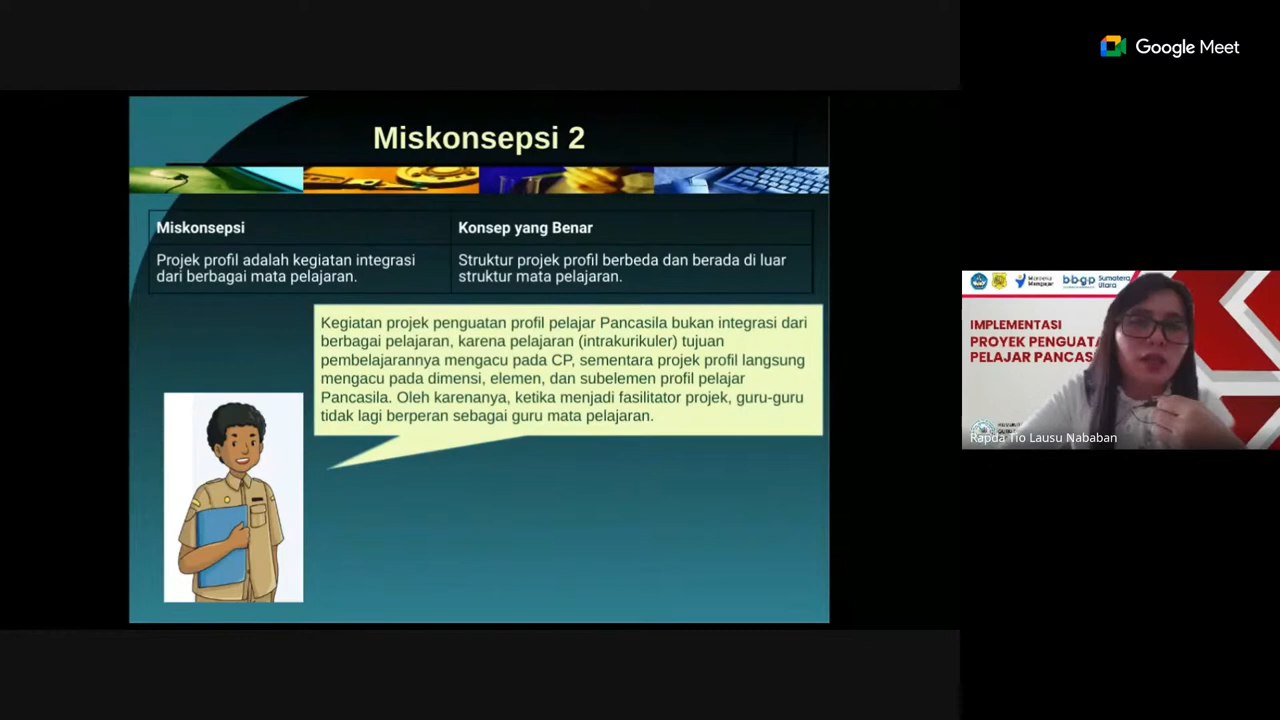 Google Meet
Miskonsepsi 2
Miskonsepsi
Konsep yang Benar
Projek profil adalah kegiatan integrasi
dari berbagai mata pelajaran.
Struktur projek profil berbeda dan berada di luar
struktur mata pelajaran.
Kegiatan projek penguatan profil pelajar Pancasila bukan integrasi dari
berbagai pelajaran, karena pelajaran (intrakurikuler) tujuan
pembelajarannya mengacu pada CP, sementara projek profil langsung
mengacu pada dimensi, elemen, dan subelemen profil pelajar
Pancasila. Oleh karenanya, ketika menjadi fasilitator projek, guru-guru
tidak lagi berperan sebagai guru mata pelajaran.
bbgp Sumatera
Utara
IMPLEMENTASI
PROYEK PENGUAT
PELAJAR PANCAS
Rapda Tio Lausu Nababan